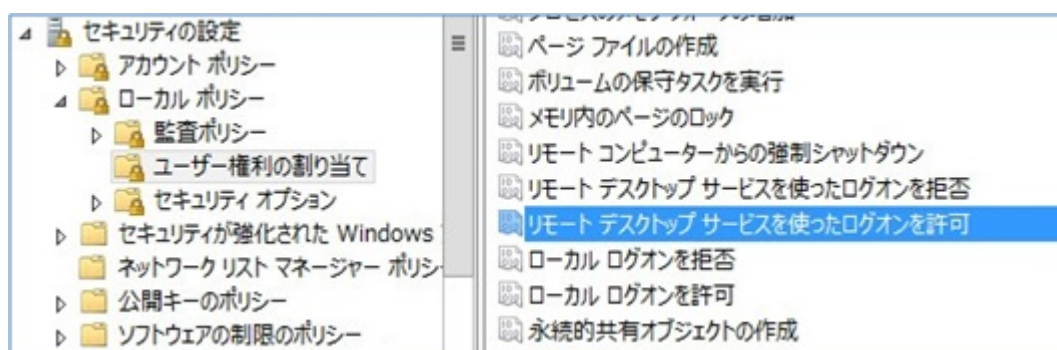 セキュリティの設定
アカウント ポリシー
ローカル ポリシー
監査ポリシー
ユーザー権利の割り当て
セキュリティ オプション
セキュリティが強化された Windows
ネットワーク リスト マネージャー ポリシ
公開キーのポリシー
ソフトウェアの制限のポリシー
ページ ファイルの作成
ボリュームの保守タスクを実行
メモリ内のページのロック
リモート コンピューターからの強制シャットダウン
リモート デスクトップ サービスを使ったログオンを拒否
リモート デスクトップ サービスを使ったログオンを許可
ローカル ログオンを拒否
ローカル ログオンを許可
永続的共有オブジェクトの作成